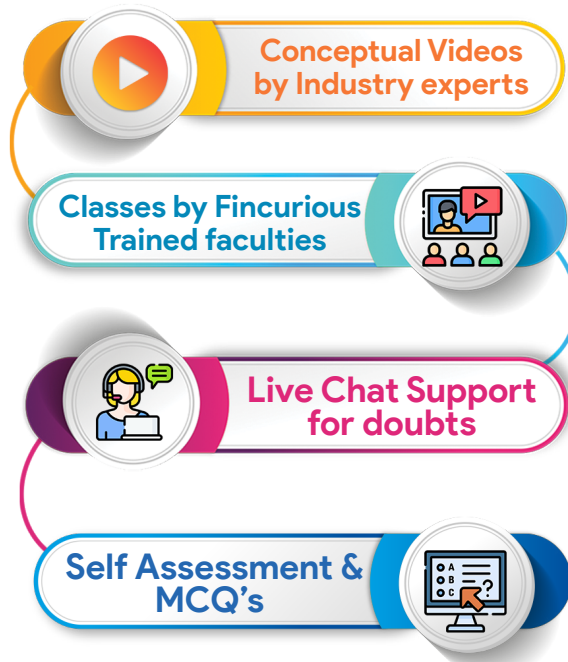 Conceptual Videos
by Industry experts
Classes by Fincurious
Trained faculties
Live Chat Support
for doubts
Self Assessment &
MCQ's
A
B
C
?